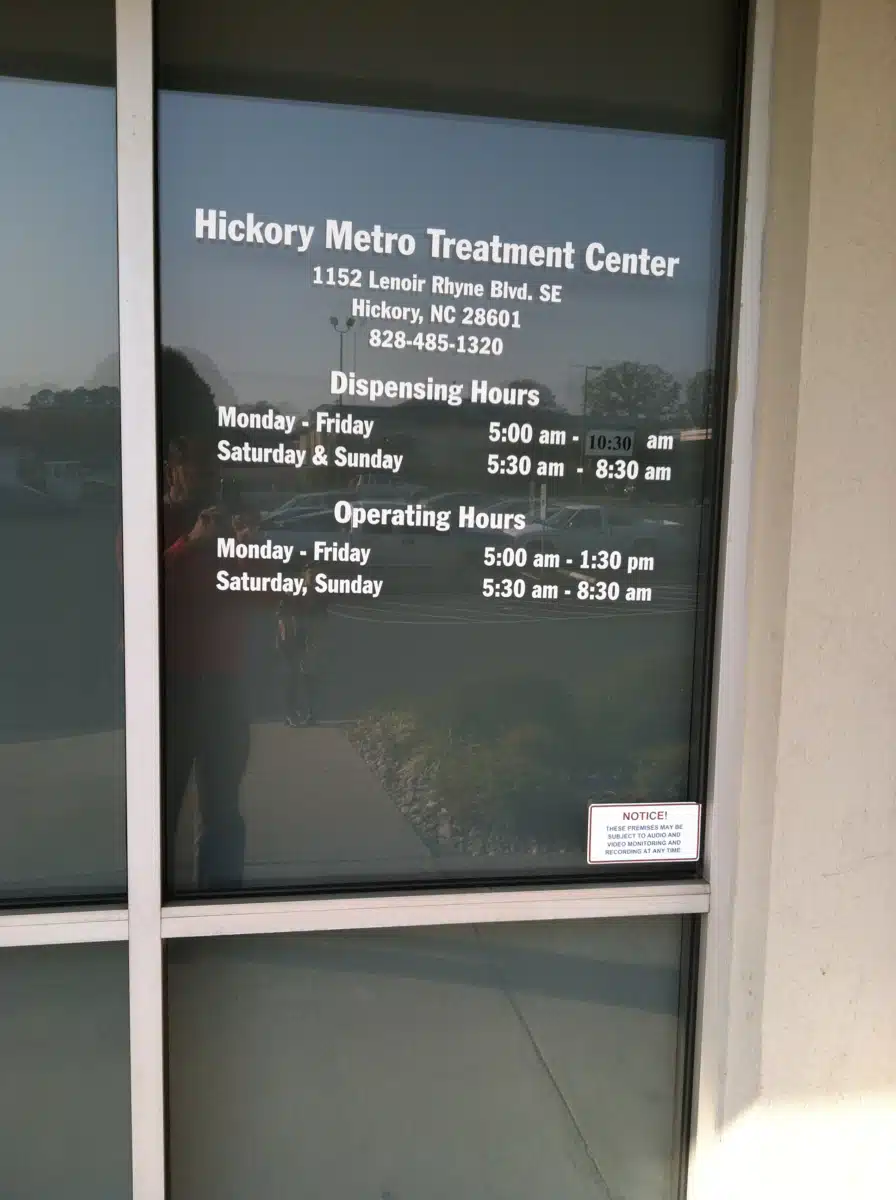 Hickory Metro Treatment Center
1152 Lenoir Rhyne Blvd. SE
Hickory, NC 28601
828-485-1320
Dispensing Hours
Monday - Friday 5:00 am - 10:30 am
Saturday & Sunday 5:30 am - 8:30 am
Operating Hours
Monday - Friday 5:00 am - 1:30 pm
Saturday, Sunday 5:30 am - 8:30 am
NOTICE!
THESE PREMISES MAY BE
SUBJECT TO AUDIO AND
VIDEO MONITORING AND
RECORDING AT ANY TIME